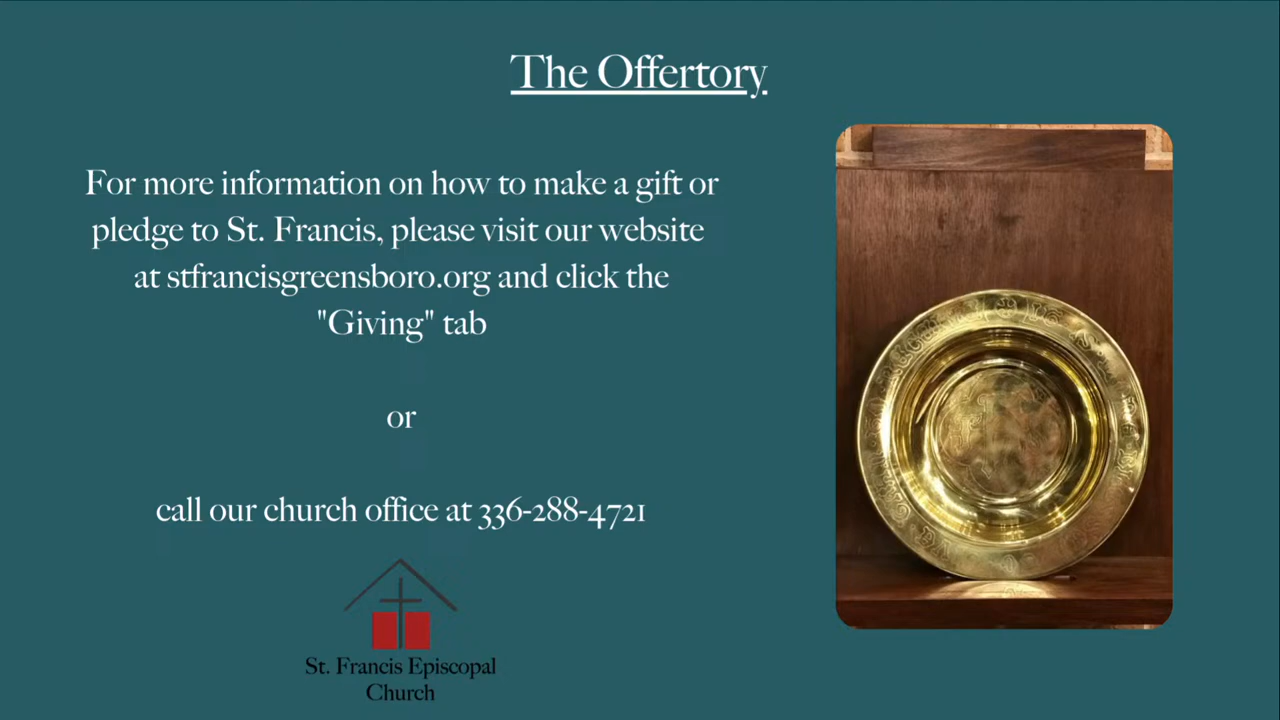 The Offertory
For more information on how to make a gift or
pledge to St. Francis, please visit our website
at stfrancisgreensboro.org and click the
"Giving" tab
or
call our church office at 336-288-4721
St. Francis Episcopal
Church